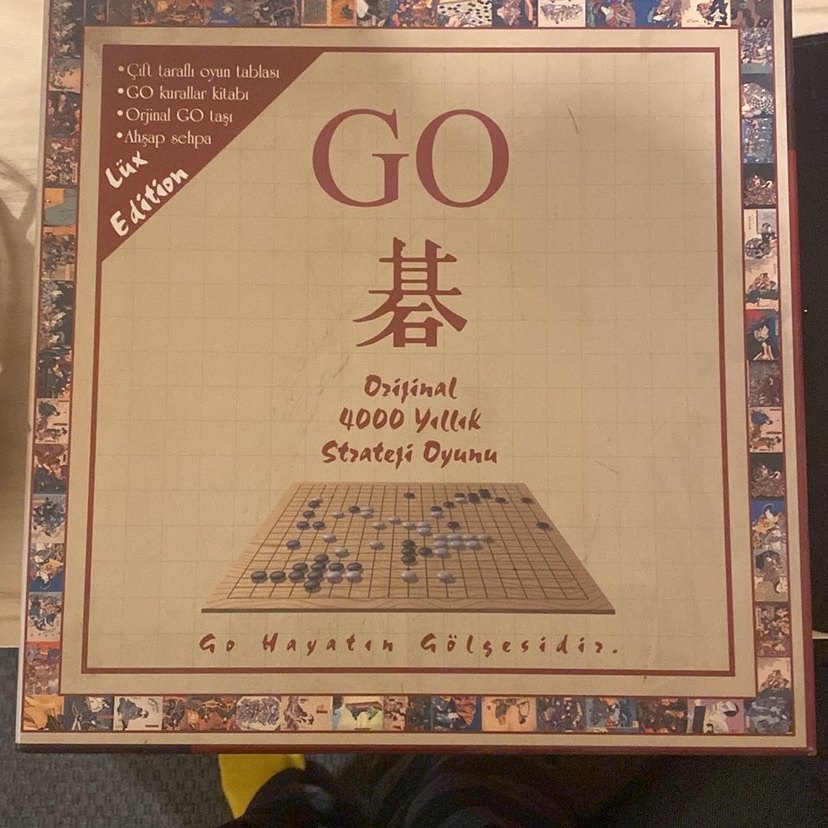 • Çift taraflı oyun tablası
• GO kurallar kitabı
• Orjinal GO taşı
• Ahşap sehpa
Lüx
Edition
GO
碁
Orijinal
4000 Yıllık
Strateji Oyunu
Go Hayatın Gölgesidir.